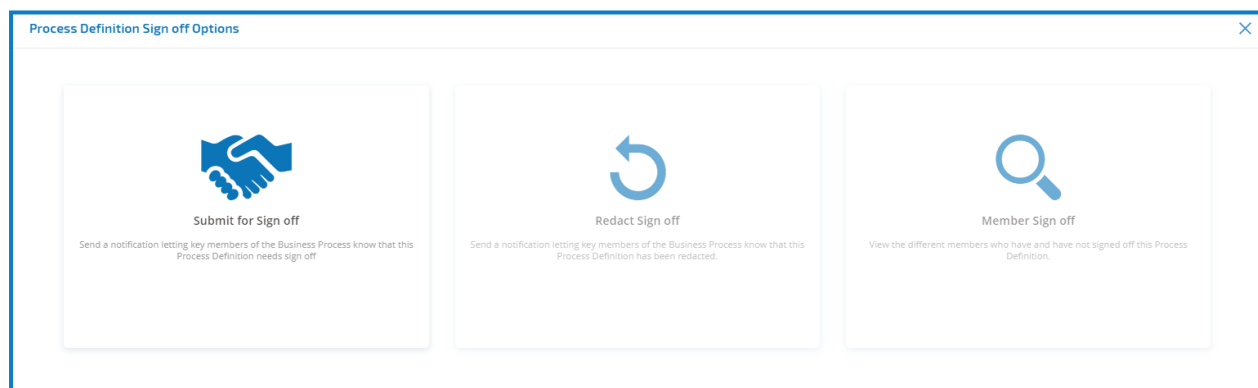 Process Definition Sign off Options
Submit for Sign off
Send a notification letting key members of the Business Process know that this
Process Definition needs sign off
Redact Sign off
Send a notification letting key members of the Business Process know that this
Process Definition has been redacted.
Member Sign off
View the different members who have and have not signed off this Process
Definition.